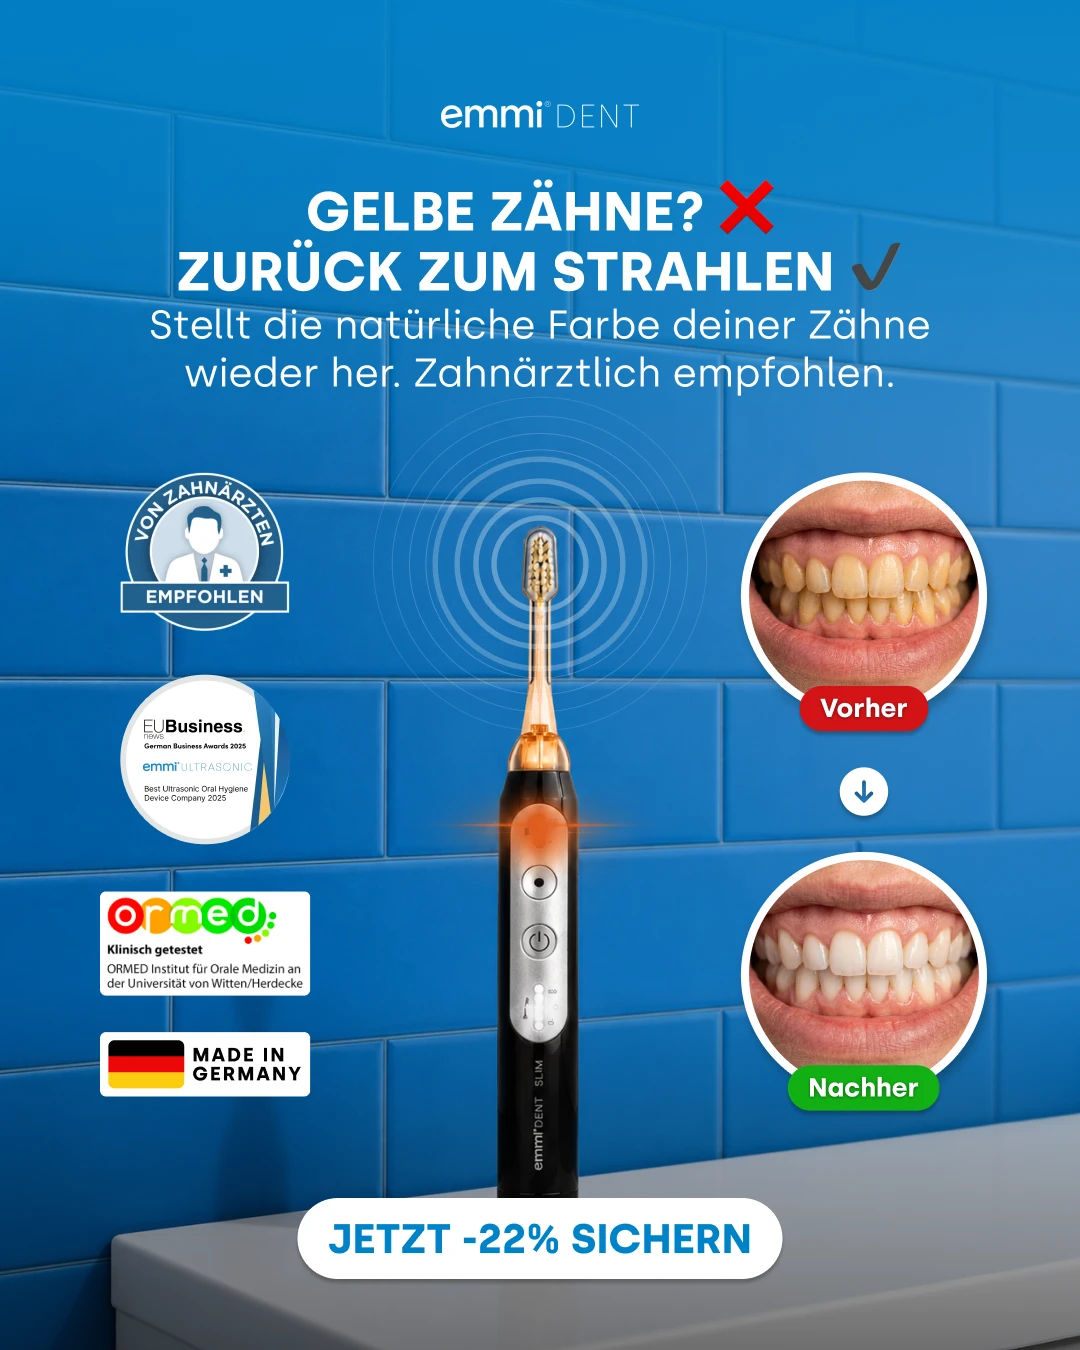 emmi® DENT
GELBE ZÄHNE? ❌
ZURÜCK ZUM STRAHLEN ✔
Stellt die natürliche Farbe deiner Zähne
wieder her. Zahnärztlich empfohlen.
VON ZAHNÄRZTEN
EMPFOHLEN
EUBusiness
news
German Business Awards 2025
emmi® ULTRASONIC
Best Ultrasonic Oral Hygiene
Device Company 2025
ormed
Klinisch getestet
ORMED Institut für Orale Medizin an
der Universität von Witten/Herdecke
MADE IN
GERMANY
emmi® DENT SLIM
Vorher
Nachher
JETZT -22% SICHERN